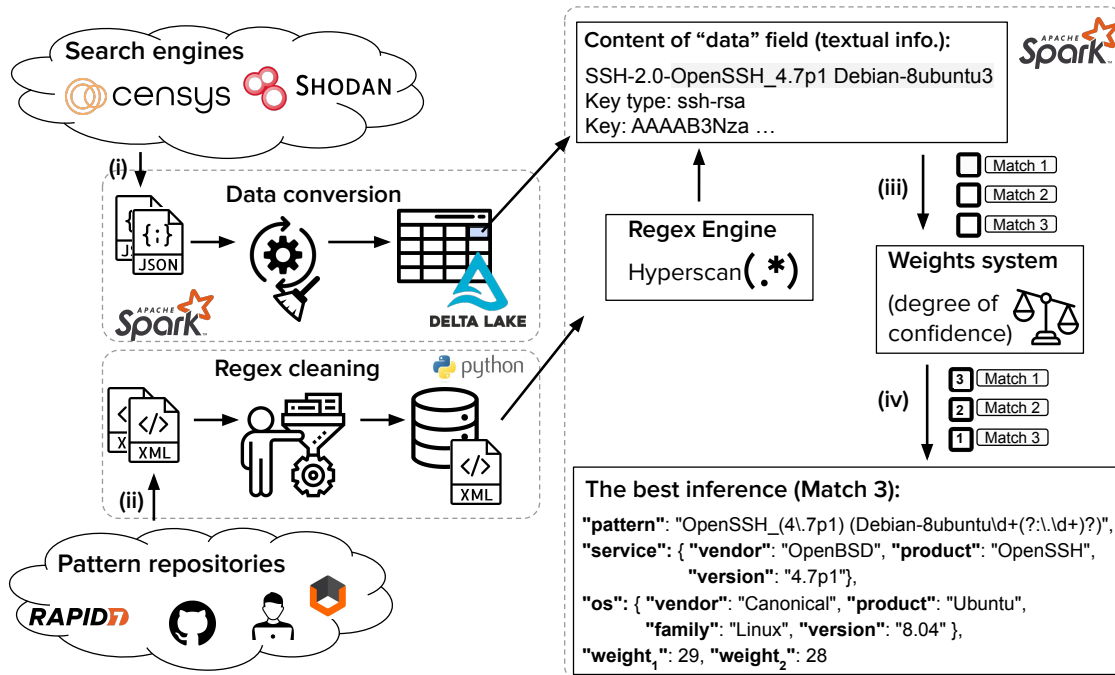 Search engines
censys
SHODAN
(i)
Data conversion
{
JS
{;}
JSON
APACHE
Spark™
DELTA LAKE
Regex cleaning
python
</>
X
</>
XML
</>
XML
(ii)
Pattern repositories
RAPID7
Content of “data” field (textual info.):
SSH-2.0-OpenSSH_4.7p1 Debian-8ubuntu3
Key type: ssh-rsa
Key: AAAAB3Nza ...
APACHE
Spark™
Regex Engine
Hyperscan(.*)
(iii)
Match 1
Match 2
Match 3
Weights system
(degree of
confidence)
(iv)
3 Match 1
2 Match 2
1 Match 3
The best inference (Match 3):
"pattern": "OpenSSH_(4\.7p1) (Debian-8ubuntu\d+(?:\.\d+)?)",
"service": { "vendor": "OpenBSD", "product": "OpenSSH",
"version": "4.7p1"},
"os": { "vendor": "Canonical", "product": "Ubuntu",
"family": "Linux", "version": "8.04" },
"weight₁": 29, "weight₂": 28